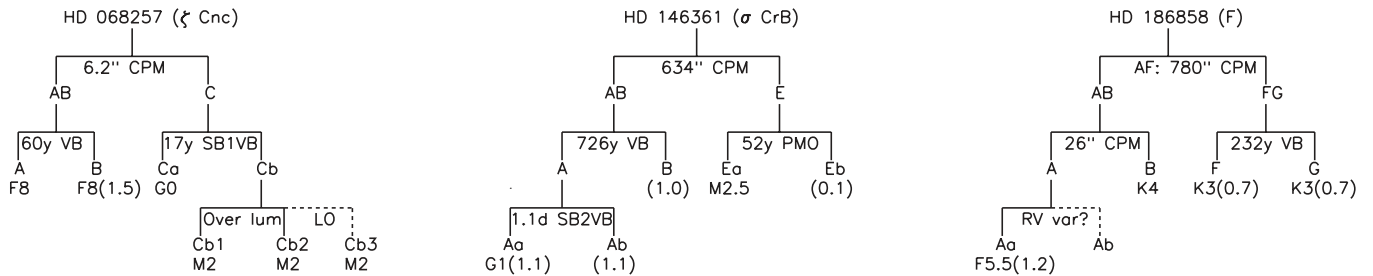 HD 068257 (ζ Cnc)
6.2" CPM
AB
C
60y VB
17y SB1VB
A
B
Ca
Cb
F8
F8(1.5)
G0
Over lum
LO
Cb1
Cb2
Cb3
M2
M2
M2
HD 146361 (σ CrB)
634" CPM
AB
E
726y VB
52y PMO
A
B
Ea
Eb
(1.0)
M2.5
(0.1)
1.1d SB2VB
Aa
Ab
G1(1.1)
(1.1)
HD 186858 (F)
AF: 780" CPM
AB
FG
26" CPM
232y VB
A
B
F
G
K4
K3(0.7)
K3(0.7)
RV var?
Aa
Ab
F5.5(1.2)